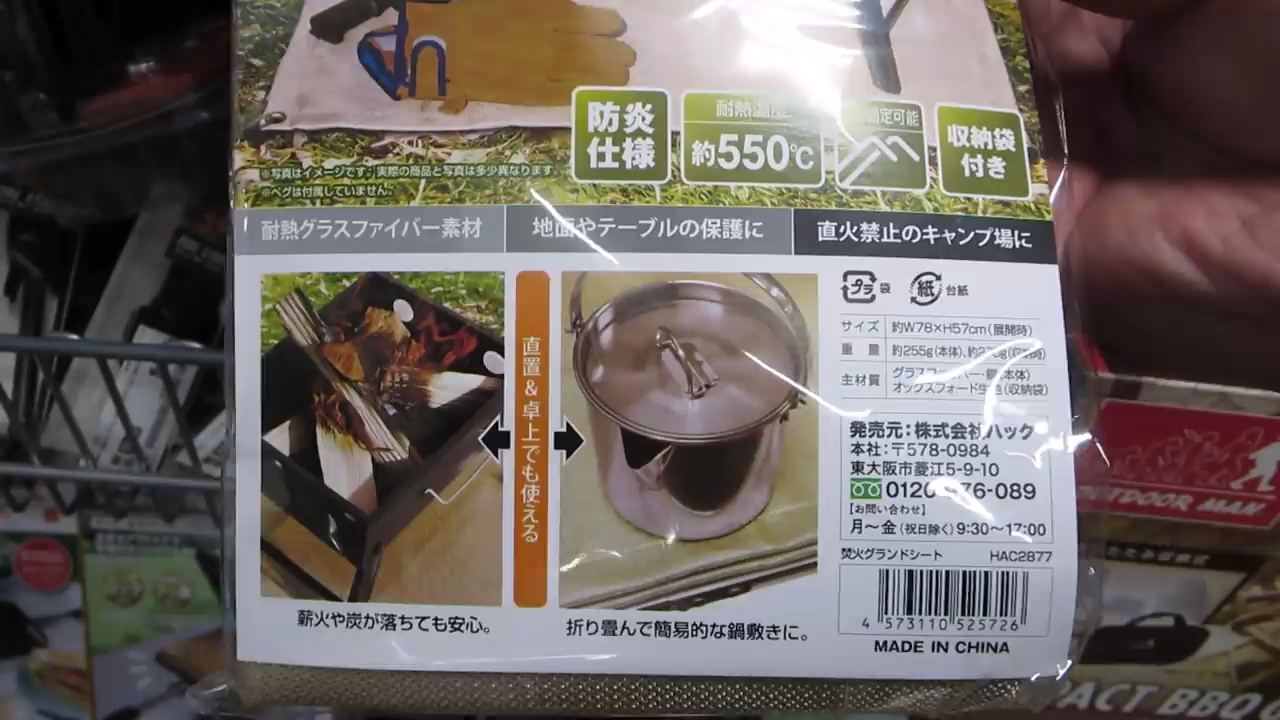 防炎
仕様
約550℃
収納袋
付き
※写真はイメージです。実際の商品と写真は多少異なります
※ペグは付属していません。
耐熱グラスファイバー素材
地面やテーブルの保護に
直火禁止のキャンプ場に
プラ 袋
紙 台紙
サイズ 約W78×H57cm(展開時)
重量 約255g(本体)、
主材質
オックスフォード (収納袋)
直置&卓上でも使える
発売元:株式会社ハック
本社:〒578-0984
東大阪市菱江5-9-10
0120 76-089
【お問い合わせ】
月〜金(祝日除く)9:30〜17:00
焚火グランドシート HAC2877
4 573110 525726
MADE IN CHINA
薪火や炭が落ちても安心。
折り畳んで簡易的な鍋敷きに。
OUTDOOR MAN
BBQ